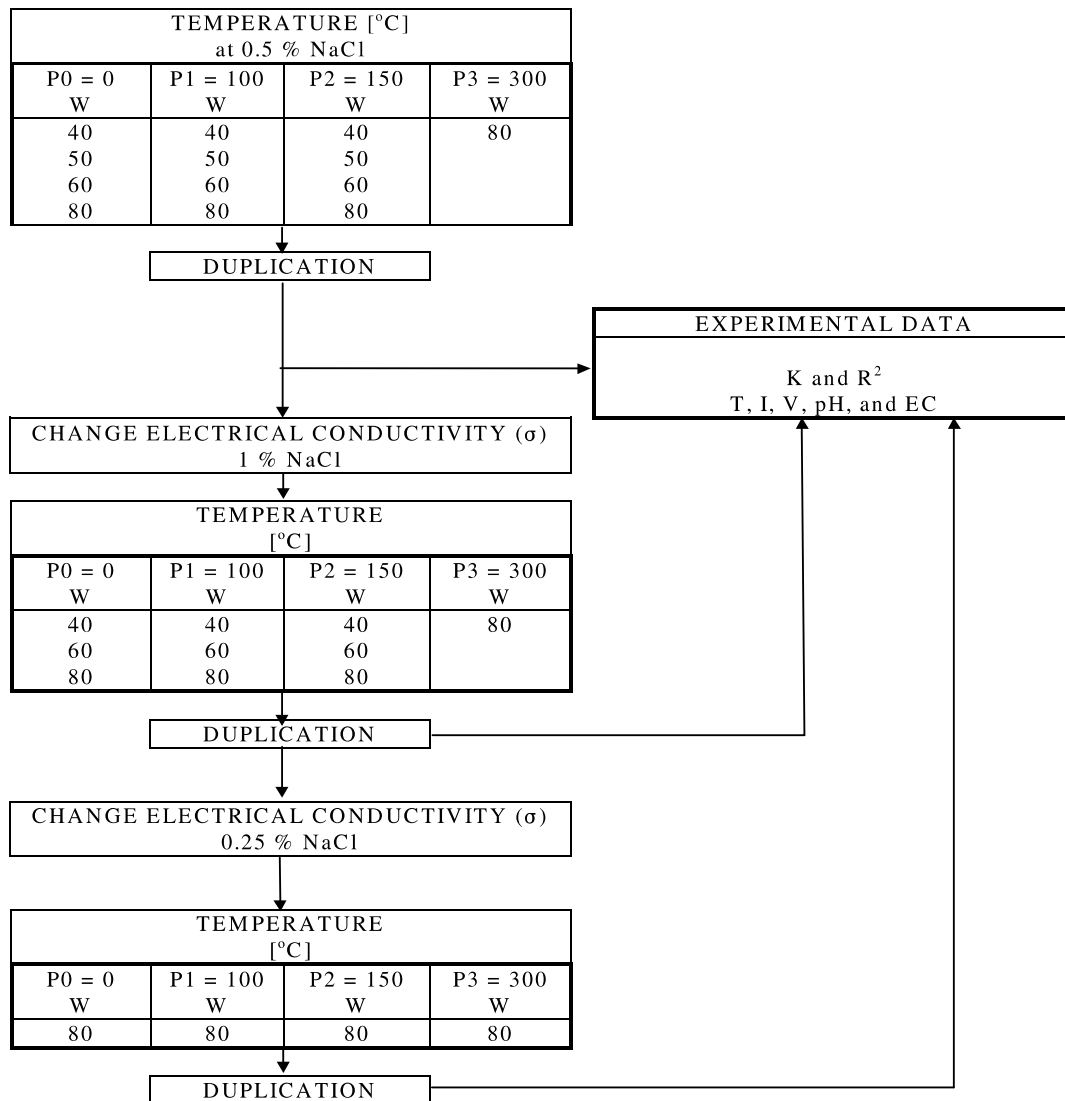 TEMPERATURE [°C]
at 0.5 % NaCl
P0 = 0 P1 = 100 P2 = 150 P3 = 300
W W W W
40 40 40 80
50 50 50
60 60 60
80 80 80
DUPLICATION
EXPERIMENTAL DATA
K and R²
T, I, V, pH, and EC
CHANGE ELECTRICAL CONDUCTIVITY (σ)
1 % NaCl
TEMPERATURE
[°C]
P0 = 0 P1 = 100 P2 = 150 P3 = 300
W W W W
40 40 40 80
60 60 60
80 80 80
DUPLICATION
CHANGE ELECTRICAL CONDUCTIVITY (σ)
0.25 % NaCl
TEMPERATURE
[°C]
P0 = 0 P1 = 100 P2 = 150 P3 = 300
W W W W
80 80 80 80
DUPLICATION